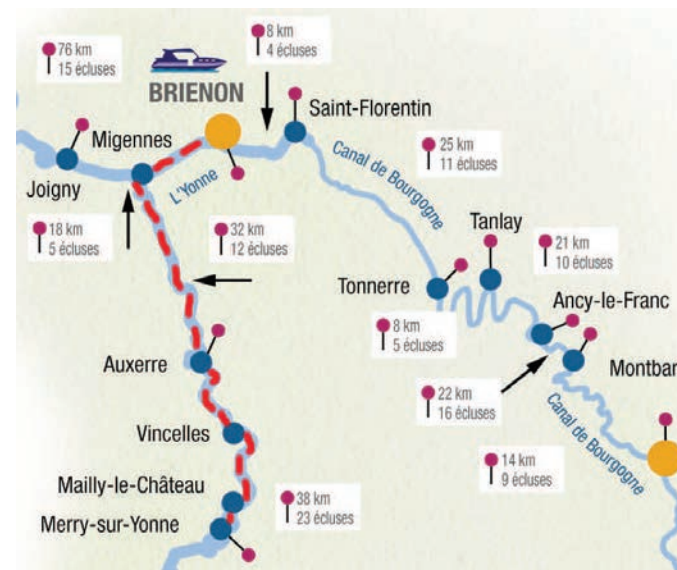 76 km
15 écluses
8 km
4 écluses
BRIENON
Saint-Florentin
Migennes
Joigny
L'Yonne
Canal de Bourgogne
25 km
11 écluses
18 km
5 écluses
32 km
12 écluses
Tanlay
21 km
10 écluses
Tonnerre
Ancy-le-Franc
8 km
5 écluses
Auxerre
22 km
16 écluses
Montbar
Canal de Bourgogne
Vincelles
14 km
9 écluses
Mailly-le-Château
38 km
23 écluses
Merry-sur-Yonne